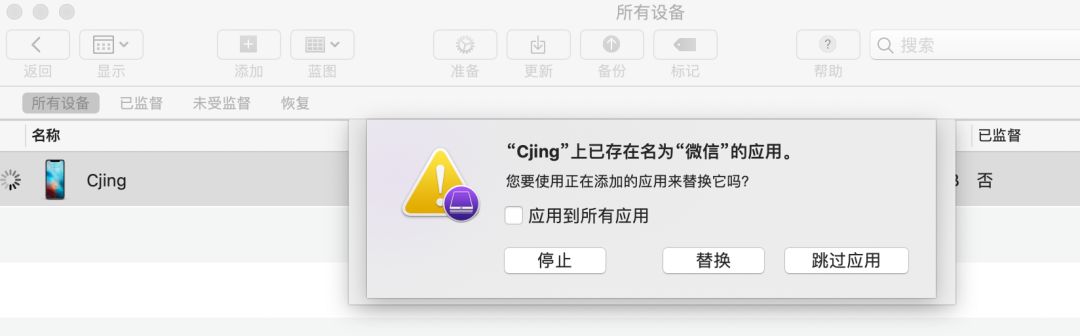 所有设备
返回
显示
添加
蓝图
准备
更新
备份
标记
?
帮助
搜索
所有设备
已监督
未受监督
恢复
名称
已监督
Cjing
否
“Cjing”上已存在名为“微信”的应用。
您要使用正在添加的应用来替换它吗?
应用到所有应用
停止
替换
跳过应用